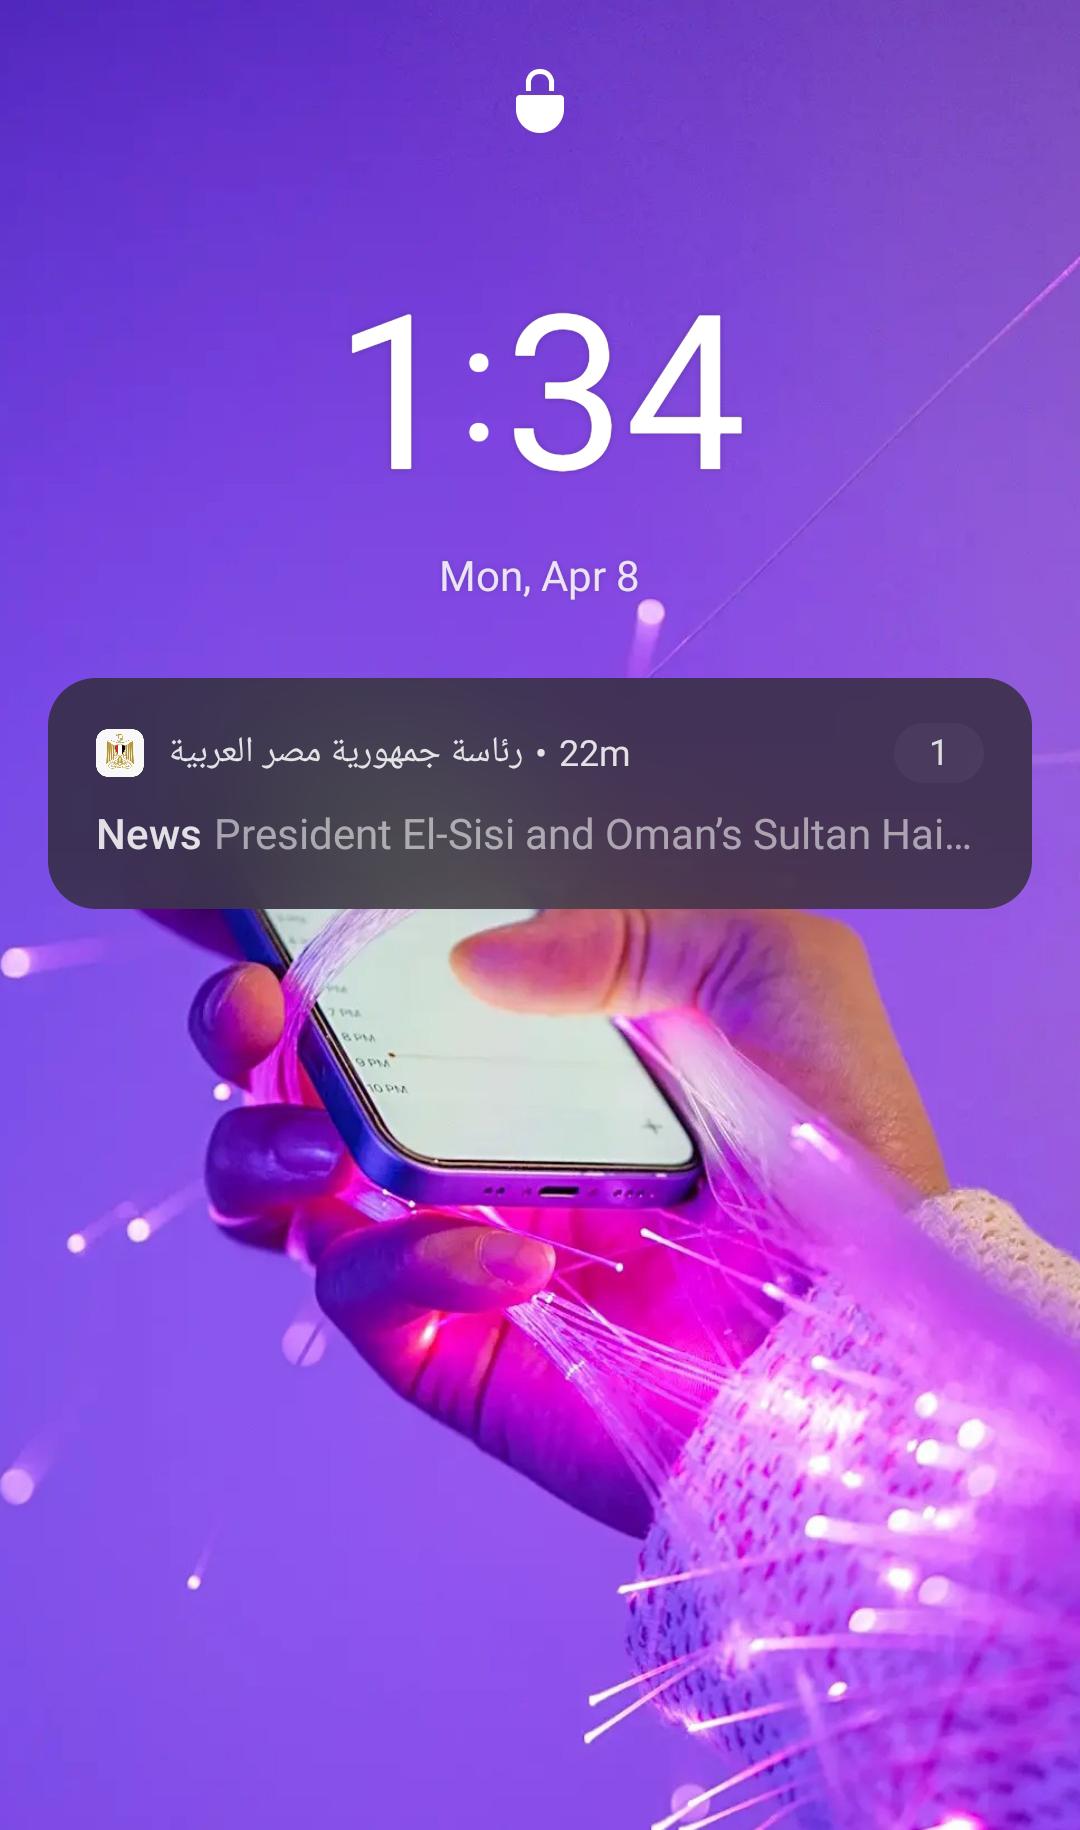 1:34
Mon, Apr 8
رئاسة جمهورية مصر العربية • 22m
1
News President El-Sisi and Oman’s Sultan Hai…
PM
7 PM
8 PM
9 PM
10 PM